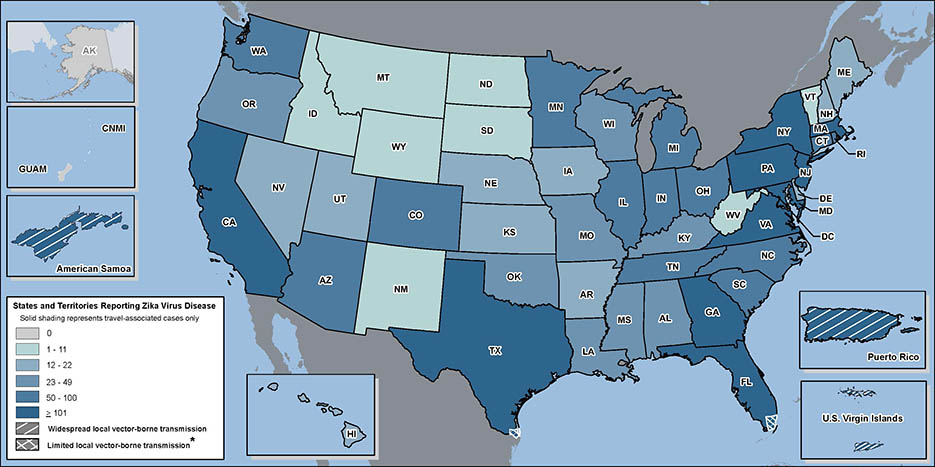 AK
CNMI
GUAM
American Samoa
States and Territories Reporting Zika Virus Disease
Solid shading represents travel-associated cases only
0
1 - 11
12 - 22
23 - 49
50 - 100
≥ 101
Widespread local vector-borne transmission
Limited local vector-borne transmission*
HI
WA
OR
ID
MT
WY
ND
SD
NE
KS
NV
UT
CO
CA
AZ
NM
TX
OK
MN
IA
MO
AR
LA
WI
IL
MI
IN
OH
KY
TN
MS
AL
GA
FL
SC
NC
VA
WV
PA
NY
ME
VT
NH
MA
CT
RI
NJ
DE
MD
DC
Puerto Rico
U.S. Virgin Islands